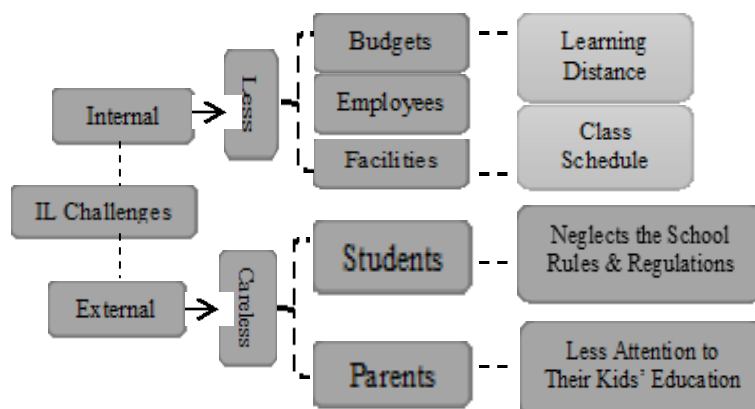 Budgets
Learning
Distance
Less
Employees
Internal
Class
Schedule
Facilities
IL Challenges
Students
Neglects the School
Rules & Regulations
External
Careless
Parents
Less Attention to
Their Kids’ Education